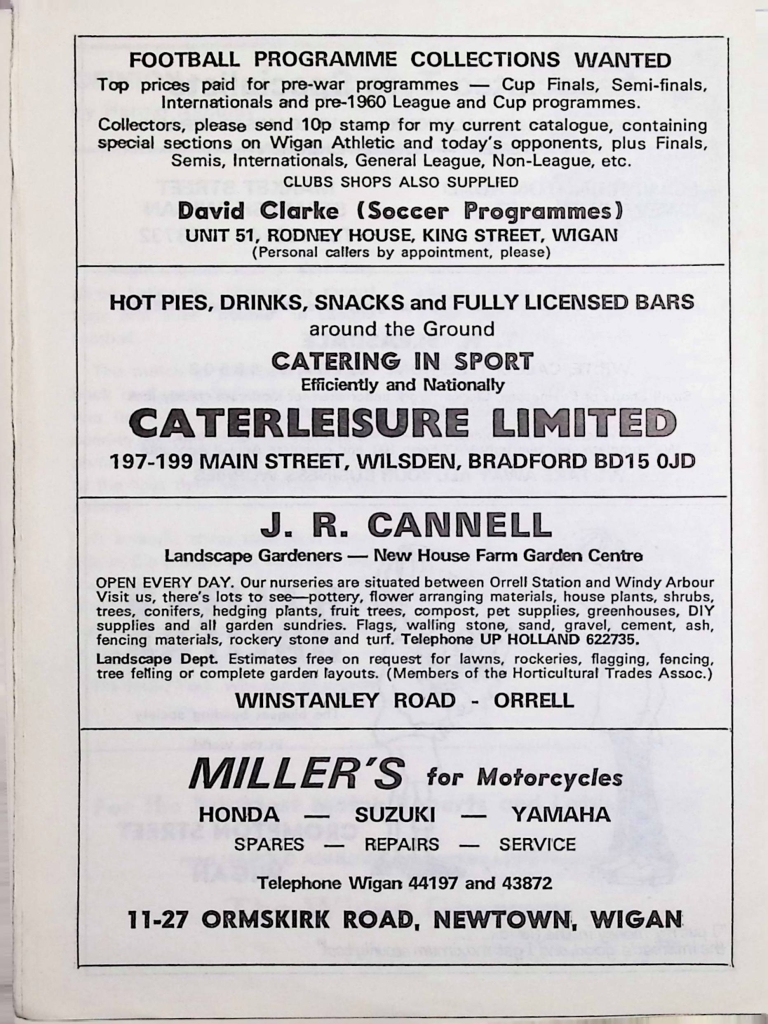 FOOTBALL PROGRAMME COLLECTIONS WANTED
Top prices paid for pre-war programmes — Cup Finals, Semi-finals,
Internationals and pre-1960 League and Cup programmes.
Collectors, please send 10p stamp for my current catalogue, containing
special sections on Wigan Athletic and today's opponents, plus Finals,
Semis, Internationals, General League, Non-League, etc.
CLUBS SHOPS ALSO SUPPLIED
David Clarke (Soccer Programmes)
UNIT 51, RODNEY HOUSE, KING STREET, WIGAN
(Personal callers by appointment, please)
HOT PIES, DRINKS, SNACKS and FULLY LICENSED BARS
around the Ground
CATERING IN SPORT
Efficiently and Nationally
CATERLEISURE LIMITED
197-199 MAIN STREET, WILSDEN, BRADFORD BD15 0JD
J. R. CANNELL
Landscape Gardeners — New House Farm Garden Centre
OPEN EVERY DAY. Our nurseries are situated between Orrell Station and Windy Arbour
Visit us, there's lots to see—pottery, flower arranging materials, house plants, shrubs,
trees, conifers, hedging plants, fruit trees, compost, pet supplies, greenhouses, DIY
supplies and all garden sundries. Flags, walling stone, sand, gravel, cement, ash,
fencing materials, rockery stone and turf. Telephone UP HOLLAND 622735.
Landscape Dept. Estimates free on request for lawns, rockeries, flagging, fencing,
tree felling or complete garden layouts. (Members of the Horticultural Trades Assoc.)
WINSTANLEY ROAD - ORRELL
MILLER'S for Motorcycles
HONDA — SUZUKI — YAMAHA
SPARES — REPAIRS — SERVICE
Telephone Wigan 44197 and 43872
11-27 ORMSKIRK ROAD, NEWTOWN, WIGAN